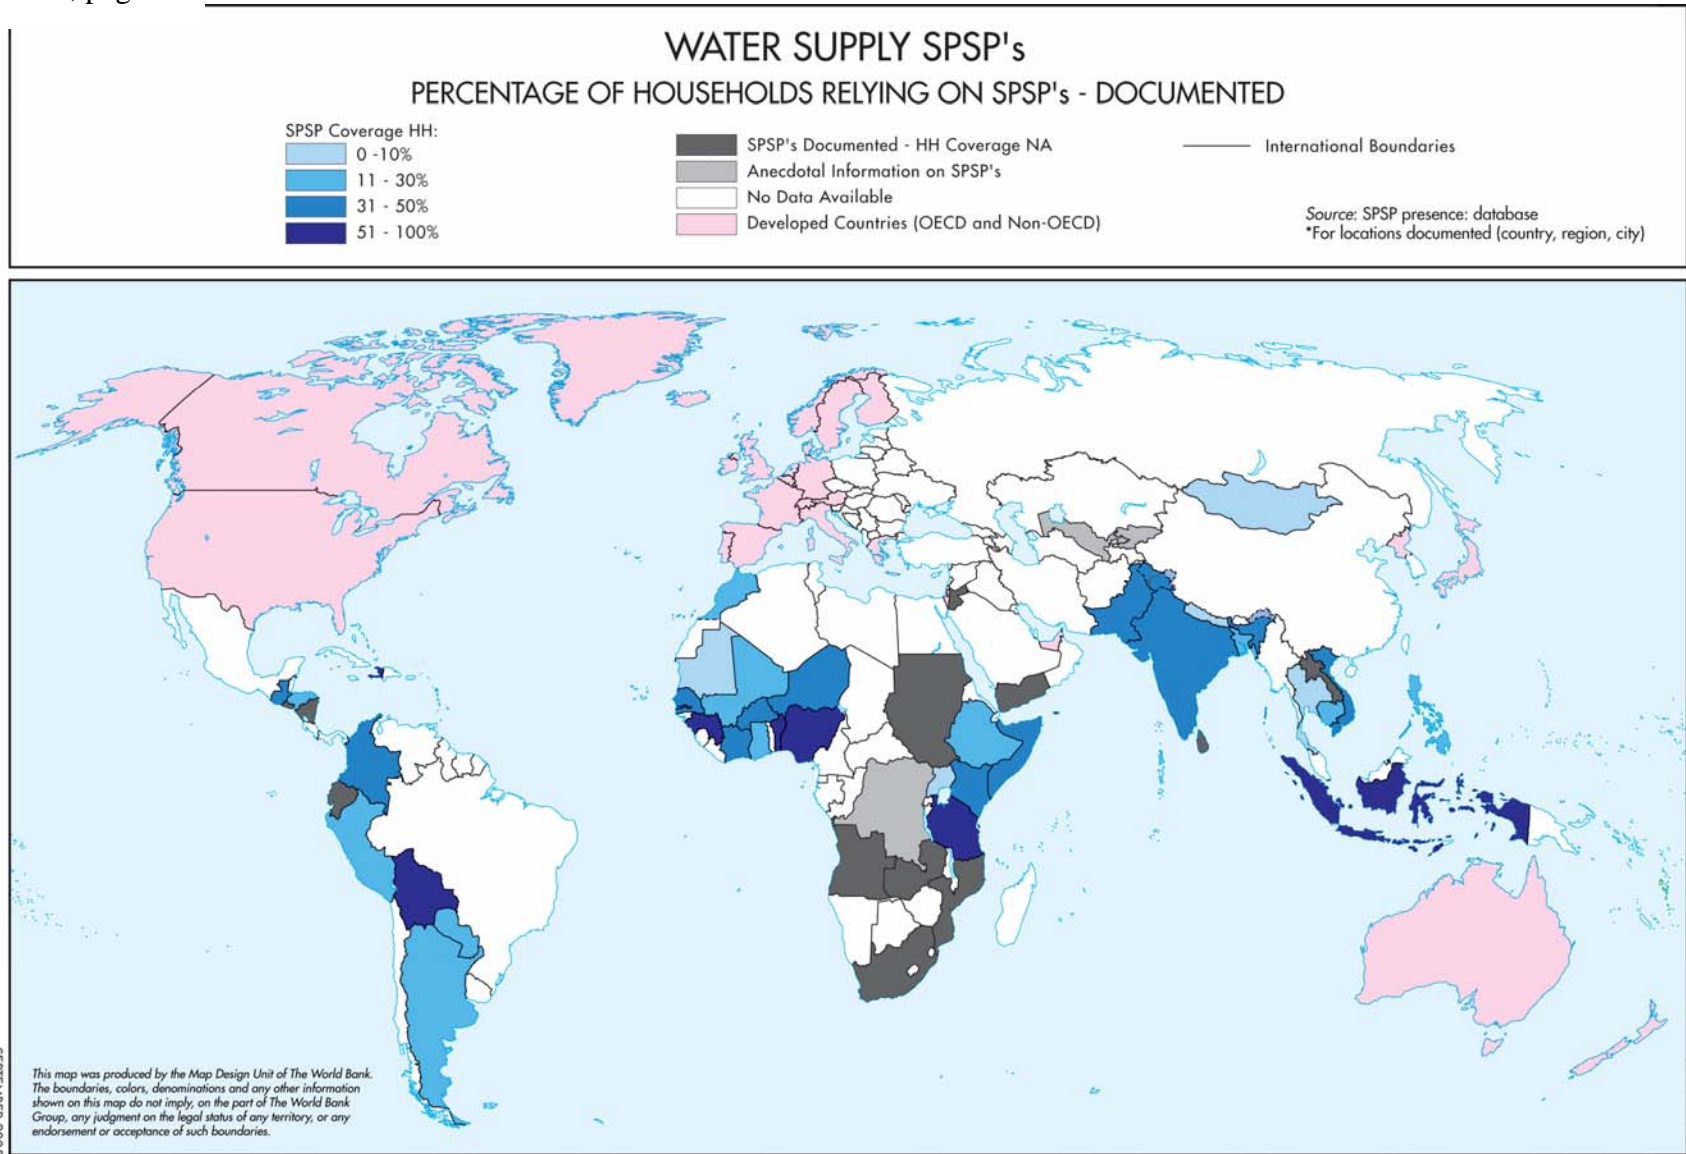 WATER SUPPLY SPSP's
PERCENTAGE OF HOUSEHOLDS RELYING ON SPSP's - DOCUMENTED
SPSP Coverage HH:
0 -10%
11 - 30%
31 - 50%
51 - 100%
SPSP's Documented - HH Coverage NA
Anecdotal Information on SPSP's
No Data Available
Developed Countries (OECD and Non-OECD)
International Boundaries
Source: SPSP presence: database
*For locations documented (country, region, city)
This map was produced by the Map Design Unit of The World Bank.
The boundaries, colors, denominations and any other information
shown on this map do not imply, on the part of The World Bank
Group, any judgment on the legal status of any territory, or any
endorsement or acceptance of such boundaries.